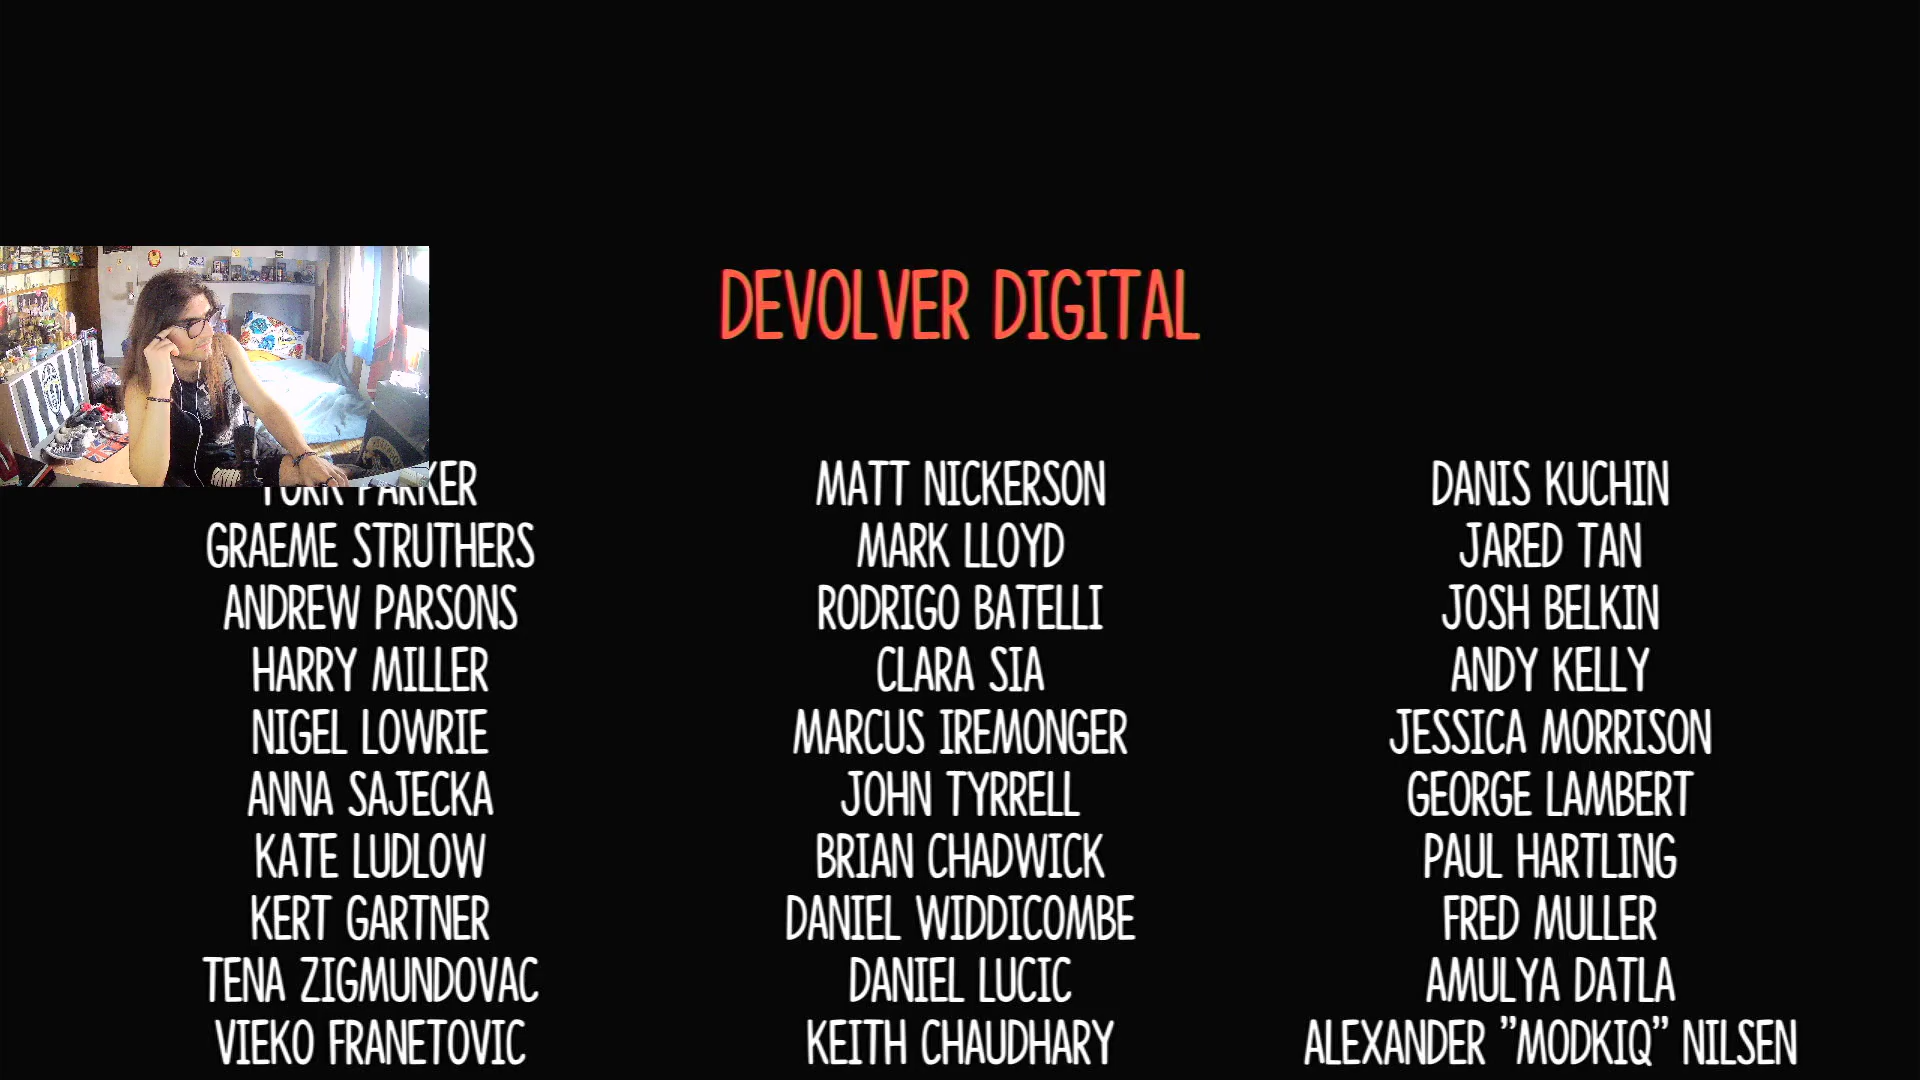 DEVOLVER DIGITAL
PARKER
GRAEME STRUTHERS
ANDREW PARSONS
HARRY MILLER
NIGEL LOWRIE
ANNA SAJECKA
KATE LUDLOW
KERT GARTNER
TENA ZIGMUNDOVAC
VIEKO FRANETOVIC
MATT NICKERSON
MARK LLOYD
RODRIGO BATELLI
CLARA SIA
MARCUS IREMONGER
JOHN TYRRELL
BRIAN CHADWICK
DANIEL WIDDICOMBE
DANIEL LUCIC
KEITH CHAUDHARY
DANIS KUCHIN
JARED TAN
JOSH BELKIN
ANDY KELLY
JESSICA MORRISON
GEORGE LAMBERT
PAUL HARTLING
FRED MULLER
AMULYA DATLA
ALEXANDER "MODKIQ" NILSEN